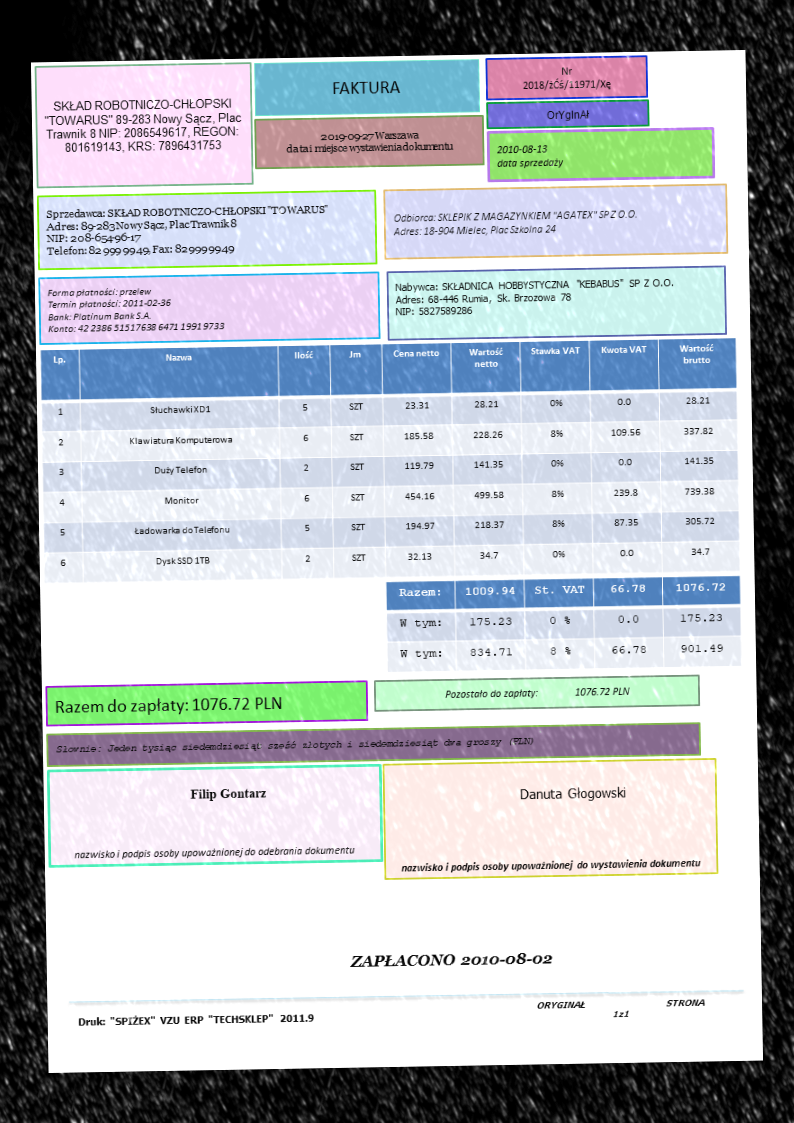 SKŁAD ROBOTNICZO-CHŁOPSKI
"TOWARUS" 89-283 Nowy Sącz, Plac
Trawnik 8 NIP: 2086549617, REGON:
801619143, KRS: 7896431753
FAKTURA
2019-09-27 Warszawa
data i miejsce wystawienia dokumentu
Nr
2018/żĆś/11971/Xę
OrYgInAł
2010-08-13
data sprzedaży
Sprzedawca: SKŁAD ROBOTNICZO-CHŁOPSKI "TOWARUS"
Adres: 89-283 Nowy Sącz, Plac Trawnik 8
NIP: 208-654-96-17
Telefon: 82 9999949, Fax: 829999949
Odbiorca: SKLEPIK Z MAGAZYNKIEM "AGATEX" SP Z O.O.
Adres: 18-904 Mielec, Plac Szkolna 24
Forma płatności: przelew
Termin płatności: 2011-02-36
Bank: Platinum Bank S.A.
Konto: 42 2386 5151 7638 6471 1991 9733
Nabywca: SKŁADNICA HOBBYSTYCZNA "KEBABUS" SP Z O.O.
Adres: 68-446 Rumia, Sk. Brzozowa 78
NIP: 5827589286
Lp. Nazwa Ilość Jm Cena netto Wartość netto Stawka VAT Kwota VAT Wartość brutto
1 Słuchawki XD1 5 SZT 23.31 28.21 0% 0.0 28.21
2 Klawiatura Komputerowa 6 SZT 185.58 228.26 8% 109.56 337.82
3 Duży Telefon 2 SZT 119.79 141.35 0% 0.0 141.35
4 Monitor 6 SZT 454.16 499.58 8% 239.8 739.38
5 Ładowarka do Telefonu 5 SZT 194.97 218.37 8% 87.35 305.72
6 Dysk SSD 1TB 2 SZT 32.13 34.7 0% 0.0 34.7
Razem: 1009.94 St. VAT 66.78 1076.72
W tym: 175.23 0 % 0.0 175.23
W tym: 834.71 8 % 66.78 901.49
Razem do zapłaty: 1076.72 PLN
Pozostało do zapłaty: 1076.72 PLN
Słownie: Jeden tysiąc siedemdziesiąt sześć złotych i siedemdziesiąt dwa groszy (PLN)
Filip Gontarz
nazwisko i podpis osoby upoważnionej do odebrania dokumentu
Danuta Głogowski
nazwisko i podpis osoby upoważnionej do wystawienia dokumentu
ZAPŁACONO 2010-08-02
Druk: "SPIŻEX" VZU ERP "TECHSKLEP" 2011.9
ORYGINAŁ STRONA
1z1